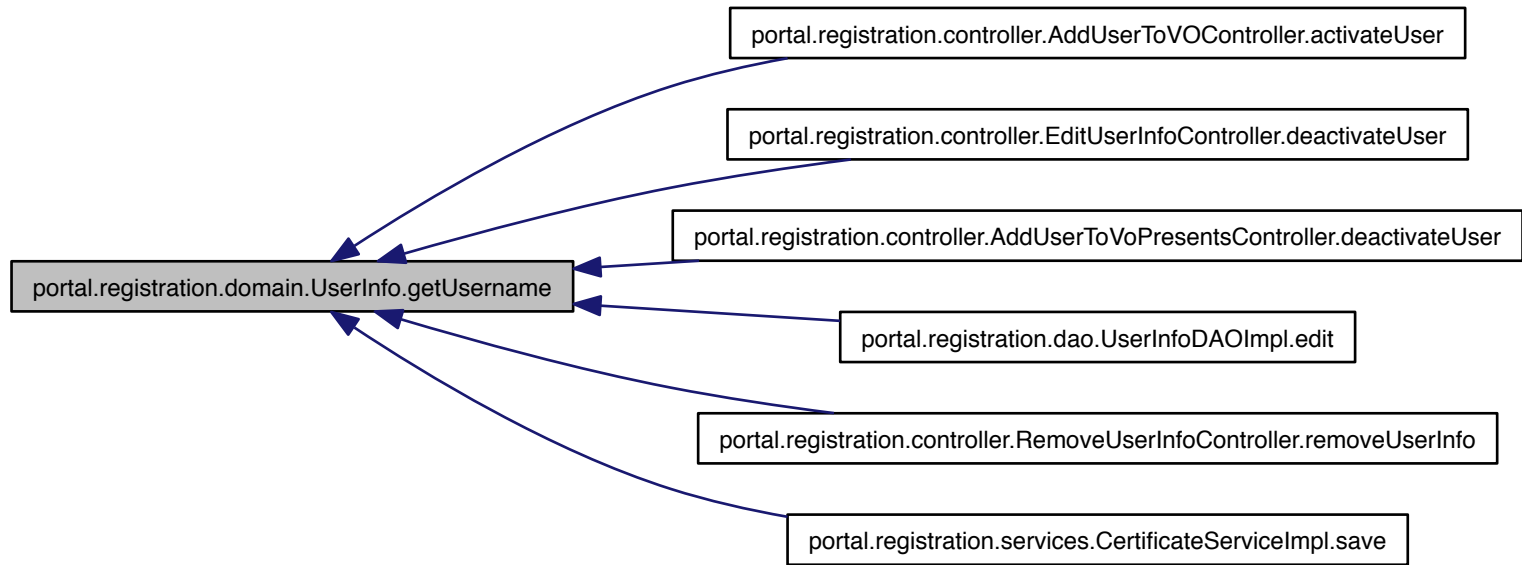 portal.registration.controller.AddUserToVOController.activateUser
portal.registration.controller.EditUserInfoController.deactivateUser
portal.registration.controller.AddUserToVoPresentsController.deactivateUser
portal.registration.domain.UserInfo.getUsername
portal.registration.dao.UserInfoDAOImpl.edit
portal.registration.controller.RemoveUserInfoController.removeUserInfo
portal.registration.services.CertificateServiceImpl.save